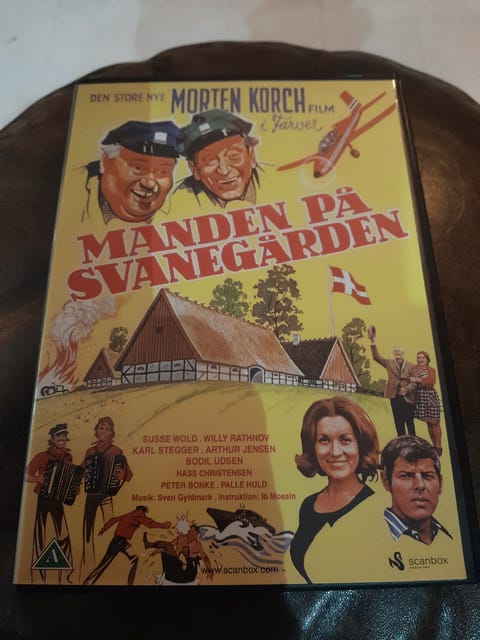 DEN STORE NYE MORTEN KORCH FILM
i Farver
MANDEN PÅ
SVANEGÅRDEN
SUSSE WOLD . WILLY RATHNOV
KARL STEGGER . ARTHUR JENSEN
BODIL UDSEN
HASS CHRISTENSEN
PETER BONKE . PALLE HULD
Musik: Sven Gyldmark . Instruktion: Ib Mossin
A
www.scanbox.com
scanbox